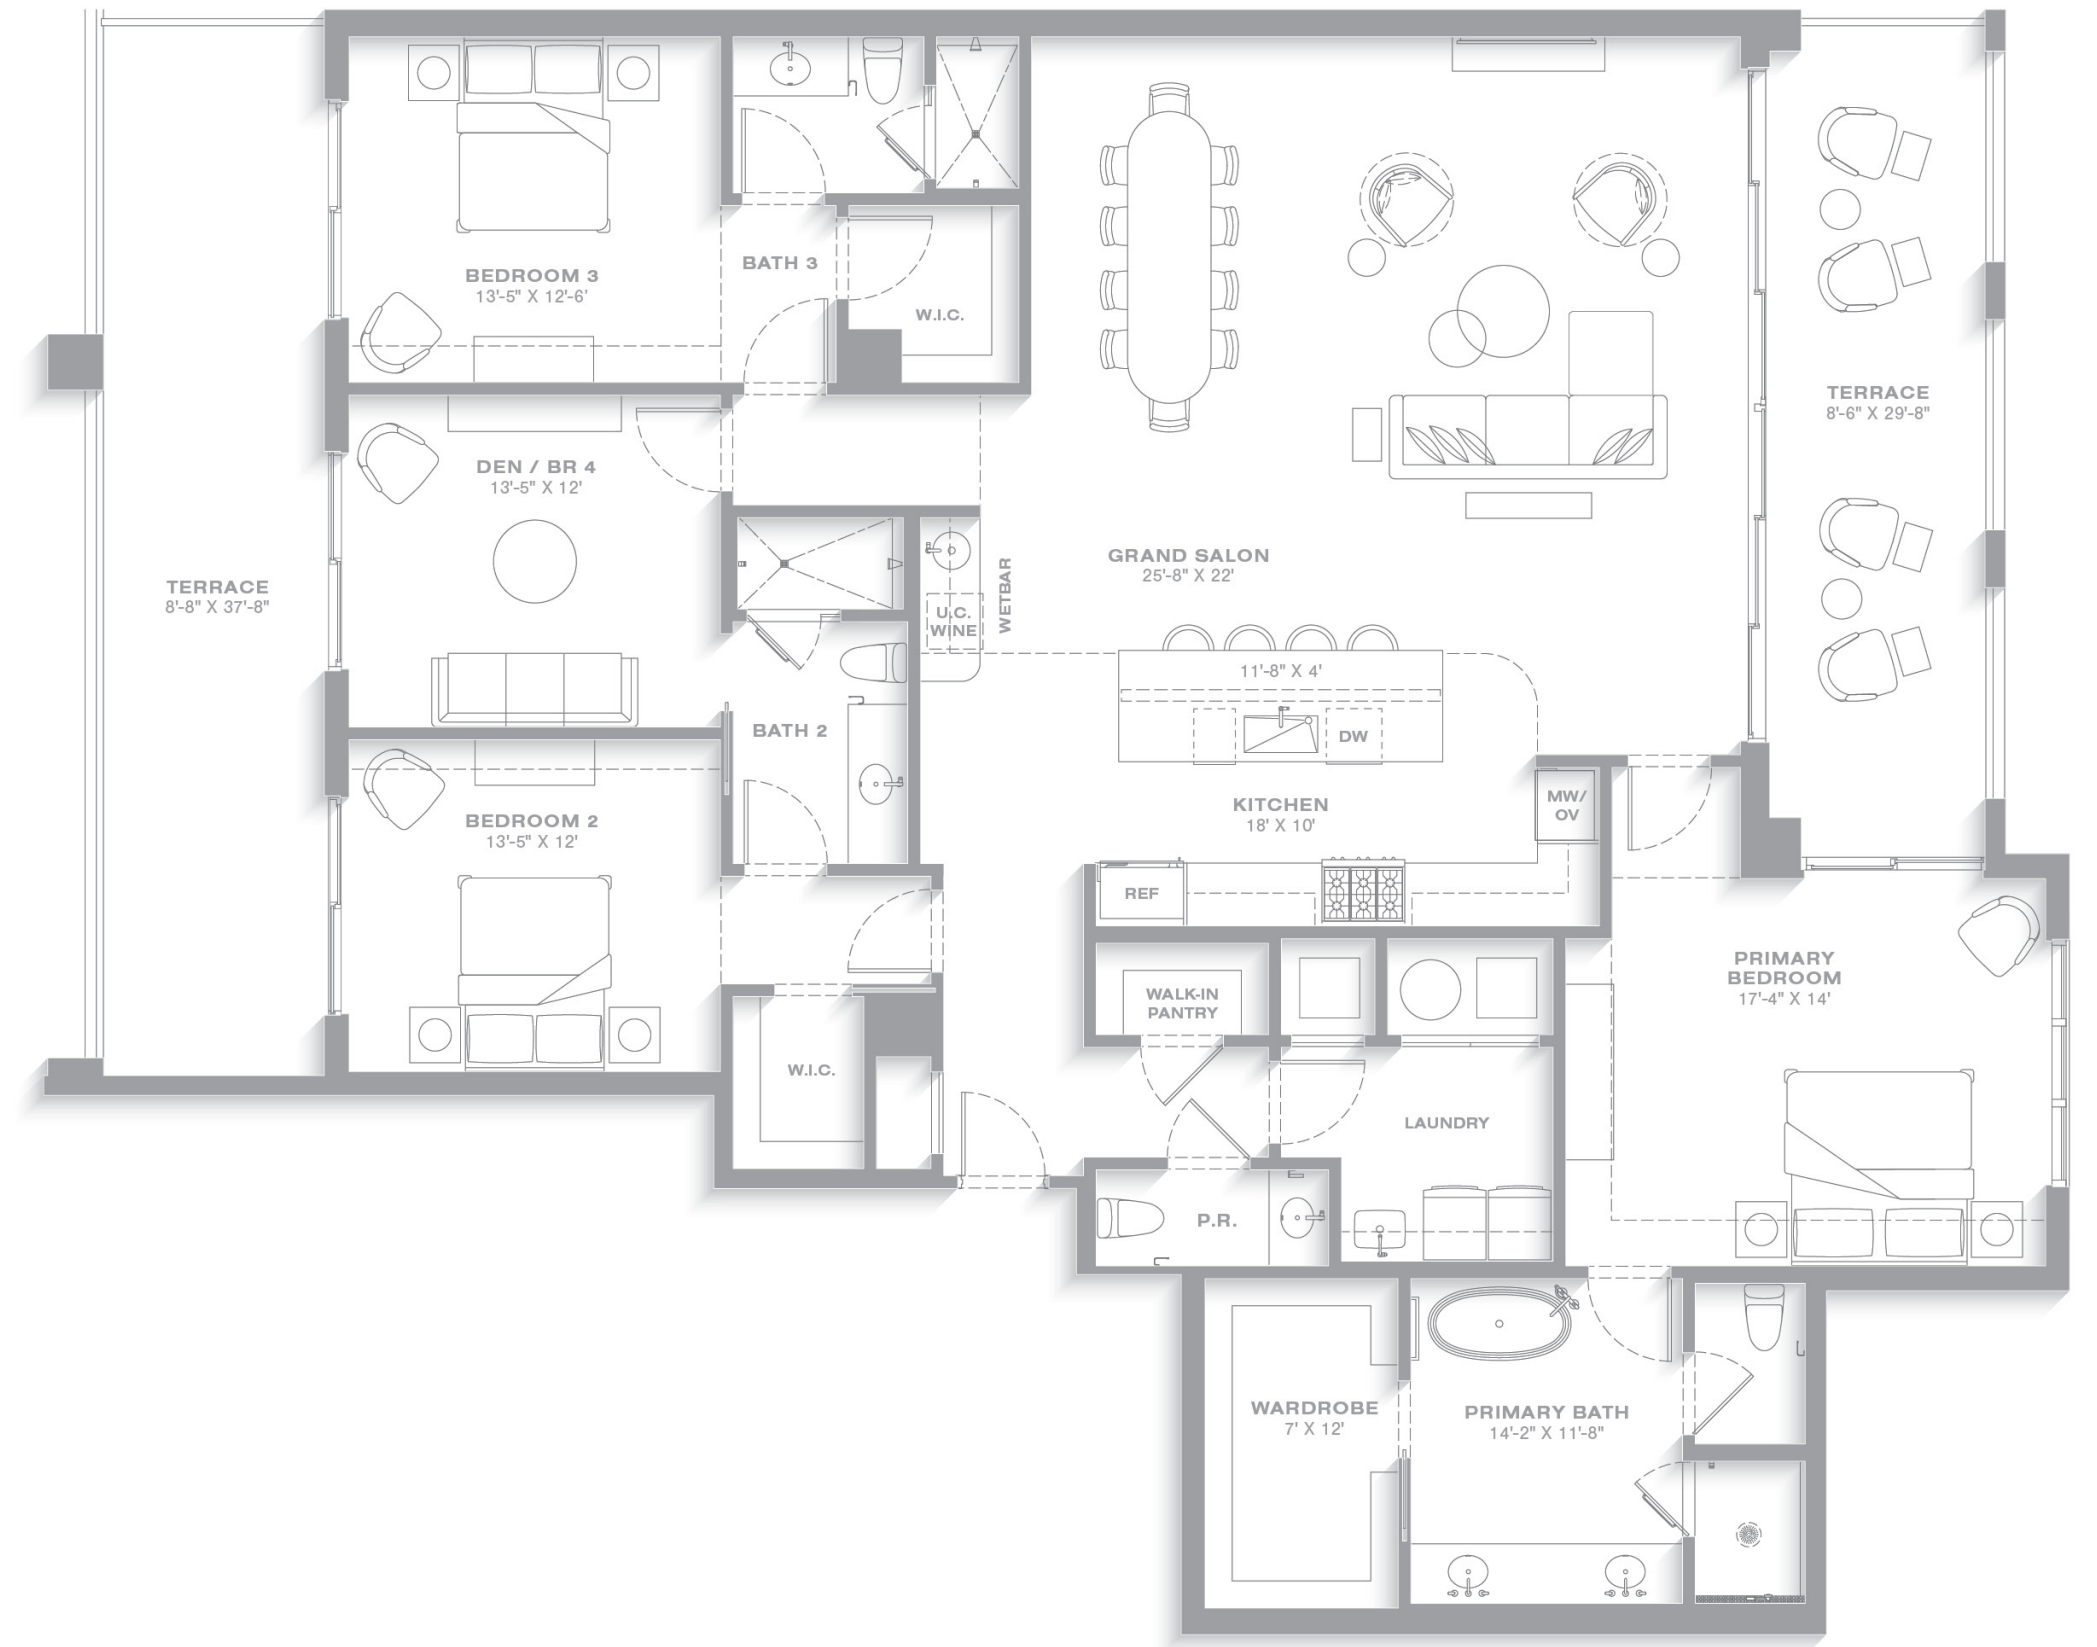 BEDROOM 3
13'-5" X 12'-6'
BATH 3
W.I.C.
TERRACE
8'-6" X 29'-8"
DEN / BR 4
13'-5" X 12'
TERRACE
8'-8" X 37'-8"
GRAND SALON
25'-8" X 22'
WETBAR
U.C.
WINE
11'-8" X 4'
DW
BATH 2
BEDROOM 2
13'-5" X 12'
KITCHEN
18' X 10'
MW/
OV
REF
PRIMARY
BEDROOM
17'-4" X 14'
WALK-IN
PANTRY
W.I.C.
LAUNDRY
P.R.
WARDROBE
7' X 12'
PRIMARY BATH
14'-2" X 11'-8"